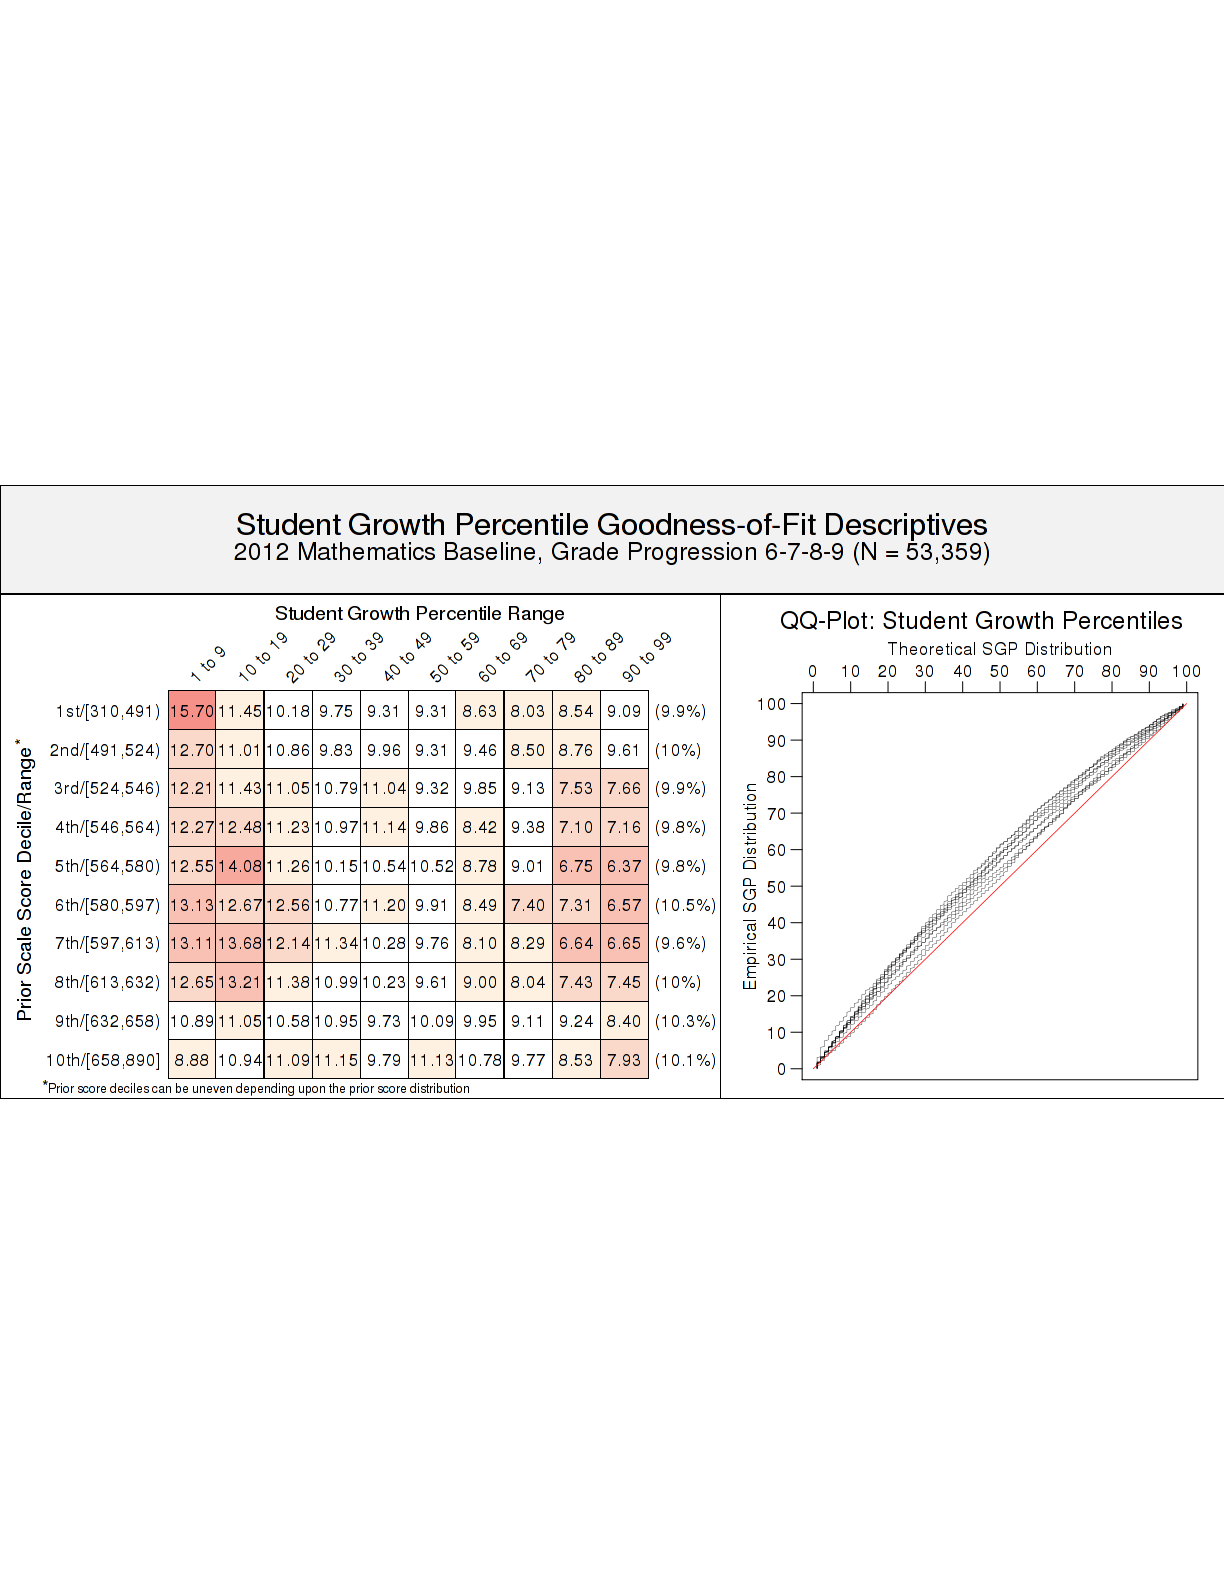 Student Growth Percentile Goodness-of-Fit Descriptives
2012 Mathematics Baseline, Grade Progression 6-7-8-9 (N = 53,359)
Student Growth Percentile Range
1 to 9 10 to 19 20 to 29 30 to 39 40 to 49 50 to 59 60 to 69 70 to 79 80 to 89 90 to 99
Prior Scale Score Decile/Range*
1st/[310,491) 15.70 11.45 10.18 9.75 9.31 9.31 8.63 8.03 8.54 9.09 (9.9%)
2nd/[491,524) 12.70 11.01 10.86 9.83 9.96 9.31 9.46 8.50 8.76 9.61 (10%)
3rd/[524,546) 12.21 11.43 11.05 10.79 11.04 9.32 9.85 9.13 7.53 7.66 (9.9%)
4th/[546,564) 12.27 12.48 11.23 10.97 11.14 9.86 8.42 9.38 7.10 7.16 (9.8%)
5th/[564,580) 12.55 14.08 11.26 10.15 10.54 10.52 8.78 9.01 6.75 6.37 (9.8%)
6th/[580,597) 13.13 12.67 12.56 10.77 11.20 9.91 8.49 7.40 7.31 6.57 (10.5%)
7th/[597,613) 13.11 13.68 12.14 11.34 10.28 9.76 8.10 8.29 6.64 6.65 (9.6%)
8th/[613,632) 12.65 13.21 11.38 10.99 10.23 9.61 9.00 8.04 7.43 7.45 (10%)
9th/[632,658) 10.89 11.05 10.58 10.95 9.73 10.09 9.95 9.11 9.24 8.40 (10.3%)
10th/[658,890] 8.88 10.94 11.09 11.15 9.79 11.13 10.78 9.77 8.53 7.93 (10.1%)
*Prior score deciles can be uneven depending upon the prior score distribution
QQ-Plot: Student Growth Percentiles
Theoretical SGP Distribution
0 10 20 30 40 50 60 70 80 90 100
Empirical SGP Distribution
100
90
80
70
60
50
40
30
20
10
0